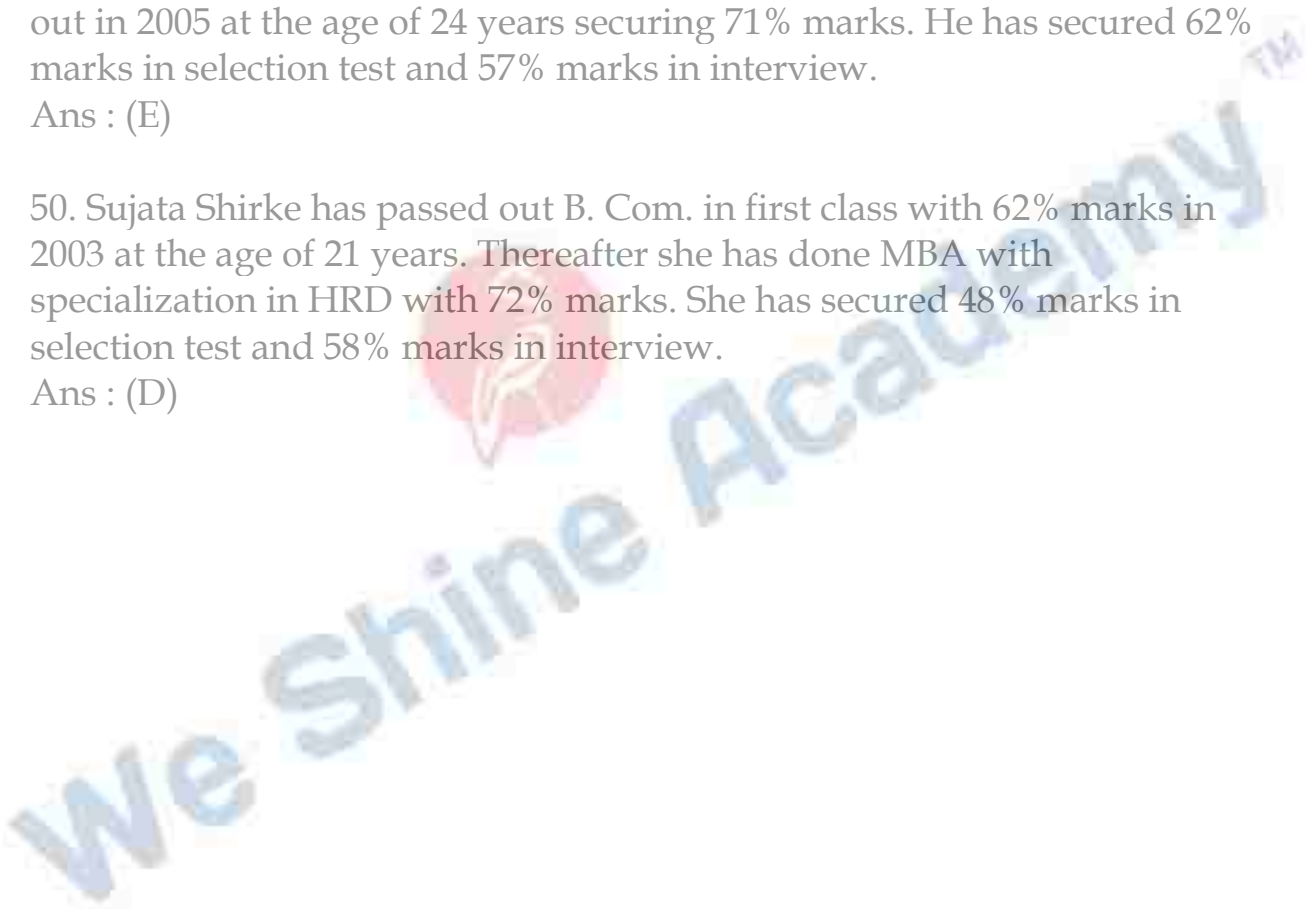 out in 2005 at the age of 24 years securing 71% marks. He has secured 62%
marks in selection test and 57% marks in interview.
Ans : (E)
50. Sujata Shirke has passed out B. Com. in first class with 62% marks in
2003 at the age of 21 years. Thereafter she has done MBA with
specialization in HRD with 72% marks. She has secured 48% marks in
selection test and 58% marks in interview.
Ans : (D)
We Shine Academy TM